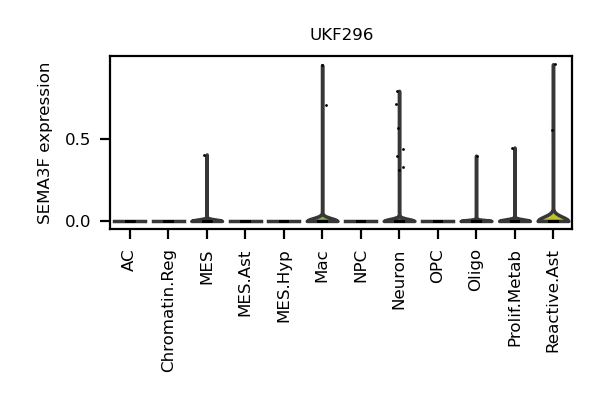 UKF296
SEMA3F expression
0.5
0.0
AC
Chromatin.Reg
MES
MES.Ast
MES.Hyp
Mac
NPC
Neuron
OPC
Oligo
Prolif.Metab
Reactive.Ast